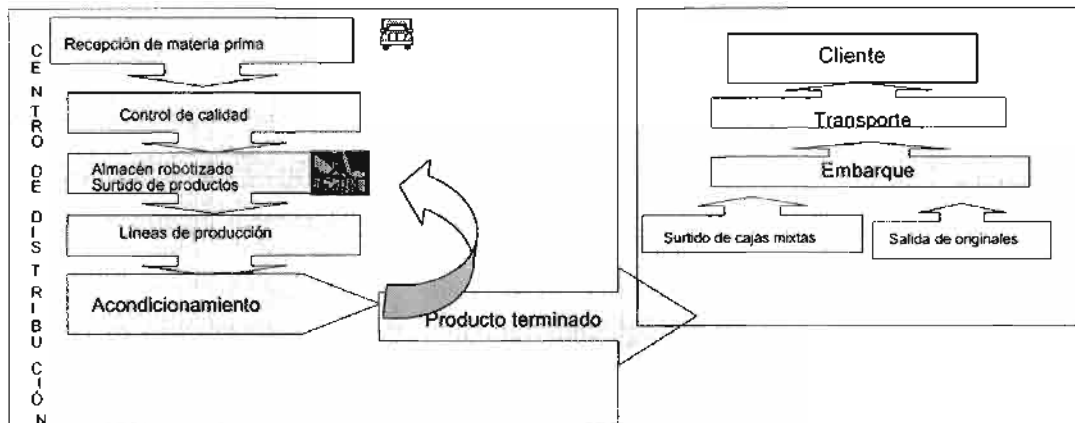 CENTRO DE DISTRIBUCIÓN
Recepción de materia prima
Control de calidad
Almacén robotizado
Surtido de productos
Líneas de producción
Acondicionamiento
Producto terminado
Cliente
Transporte
Embarque
Surtido de cajas mixtas
Salida de originales